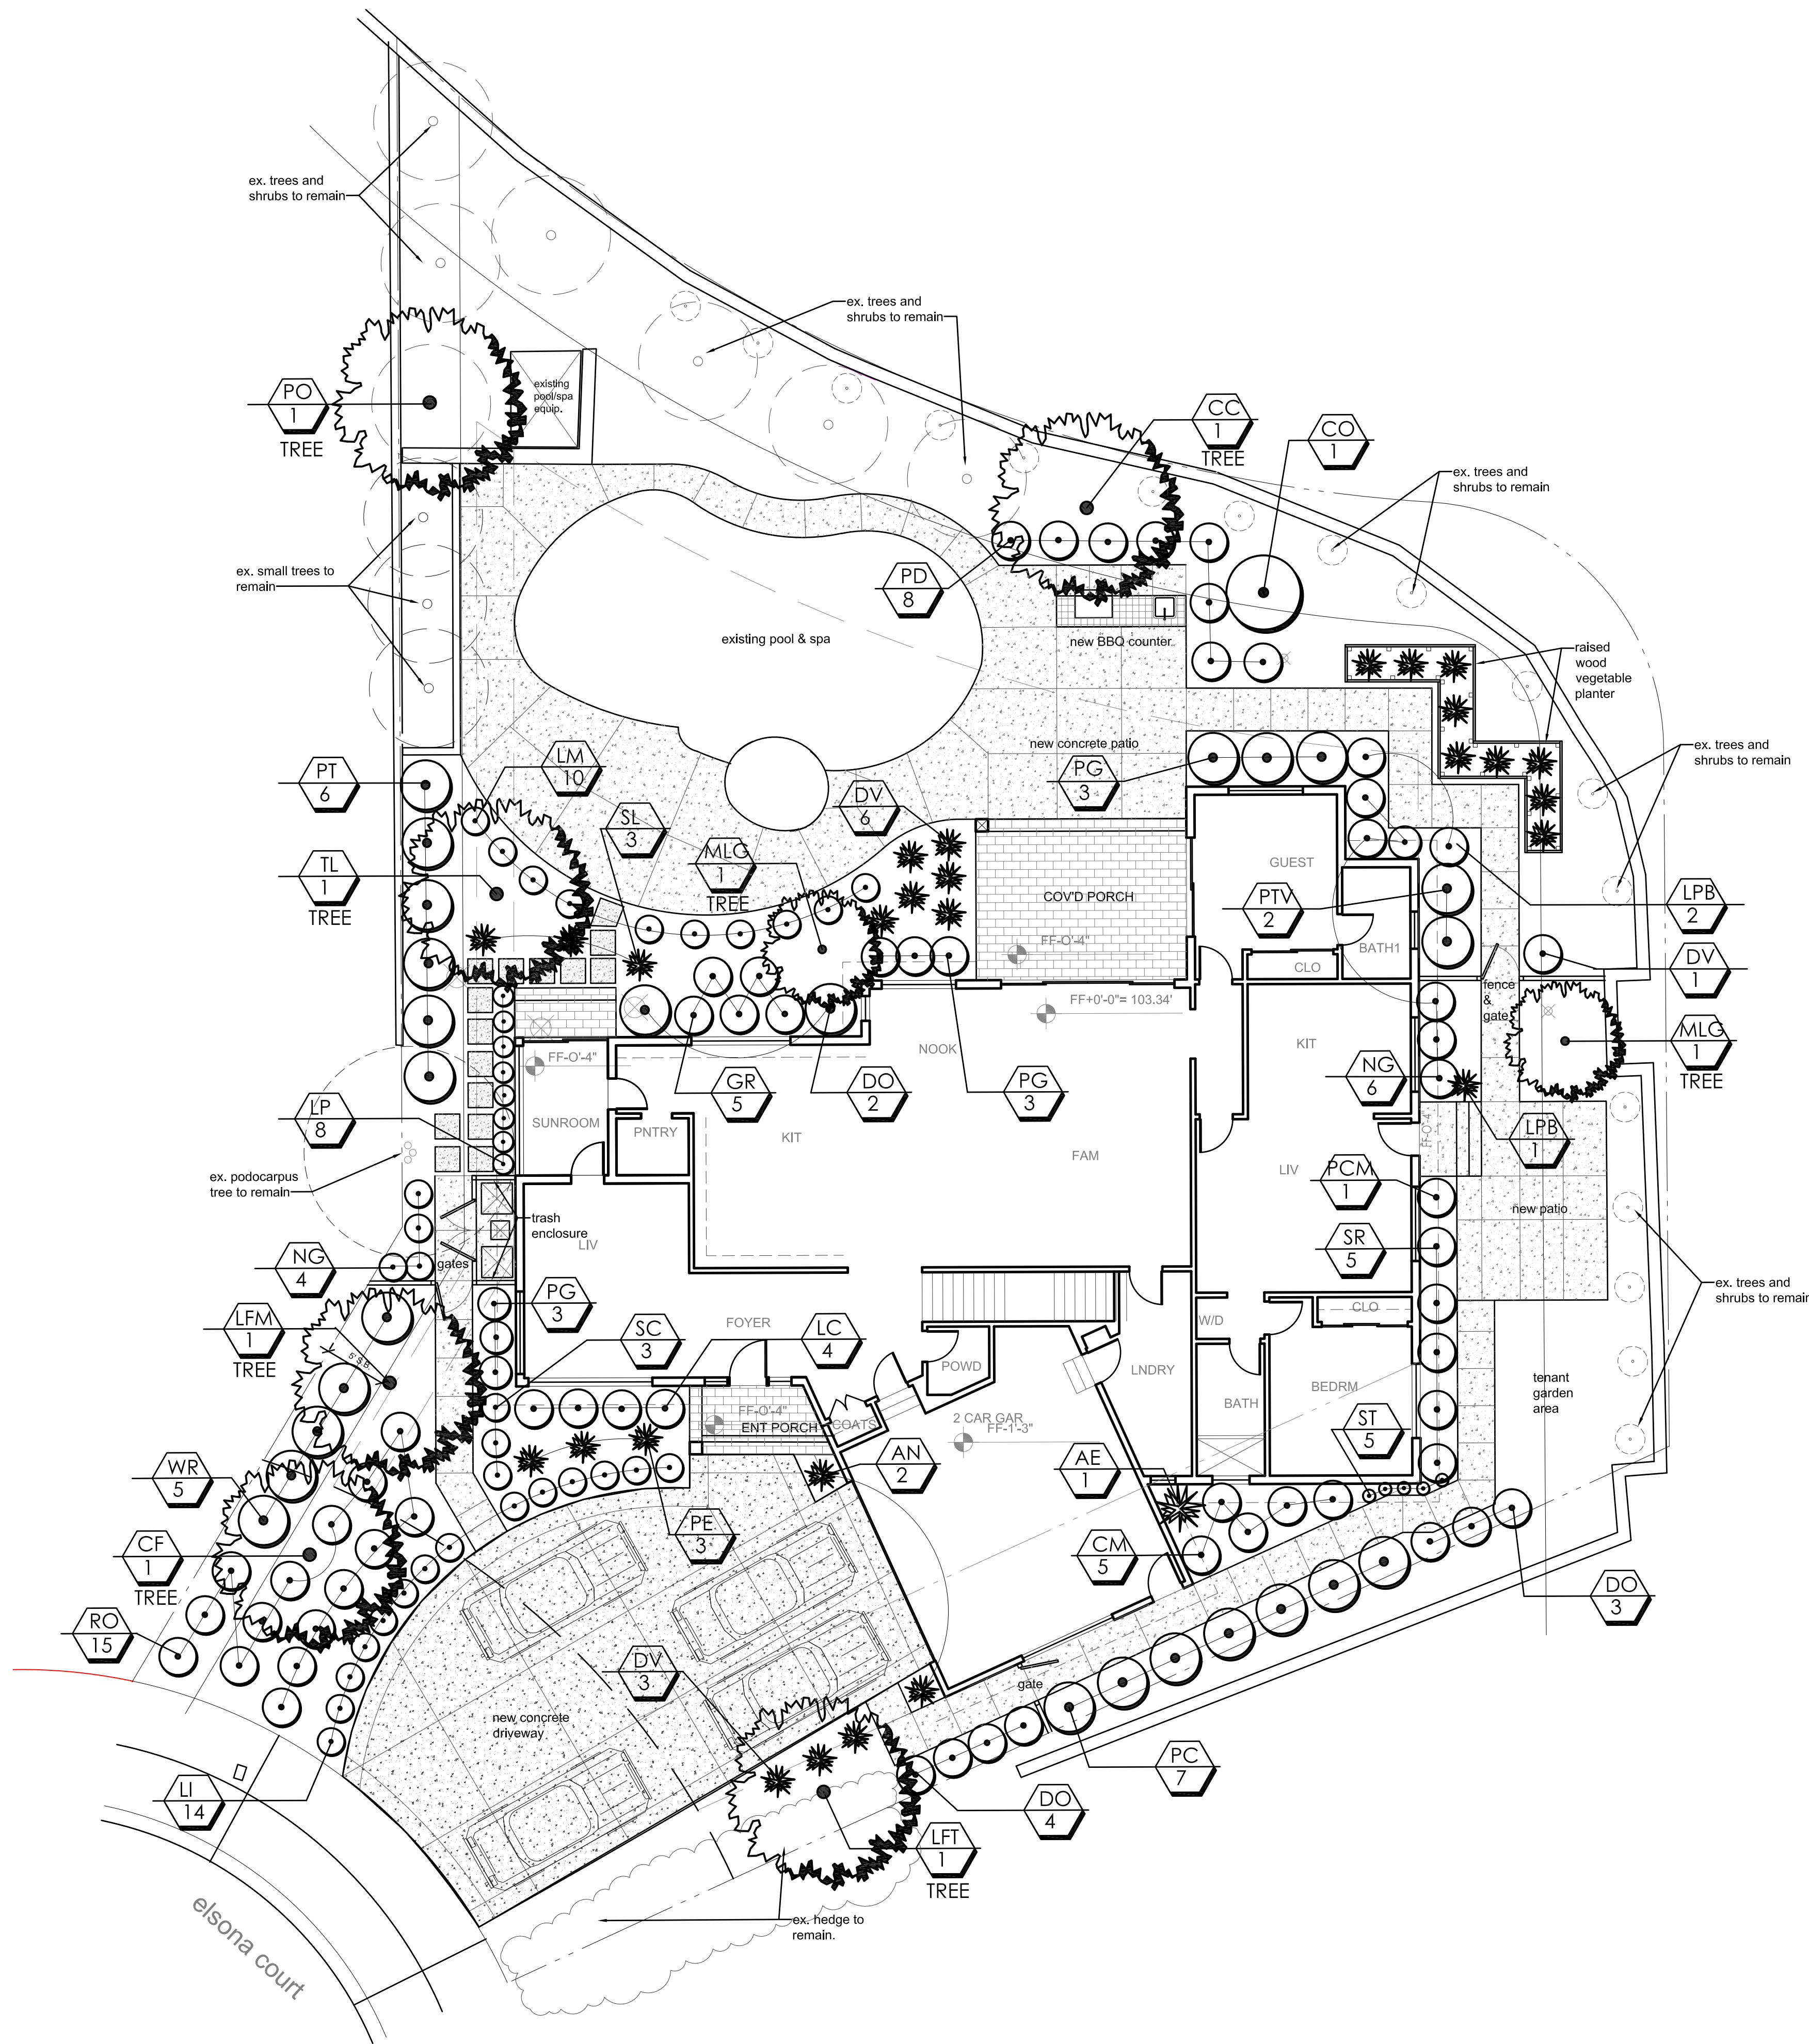 ex. trees and
shrubs to remain
ex. trees and
shrubs to remain
PO
1
TREE
existing
pool/spa
equip.
CC
1
TREE
CO
1
ex. trees and
shrubs to remain
ex. small trees to
remain
PD
8
existing pool & spa
new BBQ counter
raised
wood
vegetable
planter
new concrete patio
ex. trees and
shrubs to remain
PT
6
LM
10
SL
3
DV
6
PG
3
MLG
1
TREE
TL
1
TREE
GUEST
COV'D PORCH
PTV
2
LPB
2
BATH1
FF-0'-4"
CLO
DV
1
FF+0'-0"= 103.34'
fence
&
gate
MLG
1
TREE
NOOK
KIT
FF-0'-4"
GR
5
DO
2
PG
3
NG
6
LP
8
SUNROOM
PNTRY
KIT
FAM
FF-0'-4"
LPB
1
ex. podocarpus
tree to remain
LIV
PCM
1
new patio
trash
enclosure
LIV
SR
5
NG
4
gates
ex. trees and
shrubs to remain
PG
3
LFM
1
TREE
5' S.B.
SC
3
FOYER
LC
4
CLO
W/D
POWD
LNDRY
BEDRM
tenant
garden
area
BATH
FF-0'-4"
ENT PORCH
COATS
2 CAR GAR
FF-1'-3"
ST
5
WR
5
AN
2
AE
1
PE
3
CM
5
CF
1
TREE
DO
3
RO
15
DV
3
gate
new concrete
driveway
PC
7
LI
14
DO
4
LFT
1
TREE
ex. hedge to
remain.
elsona court